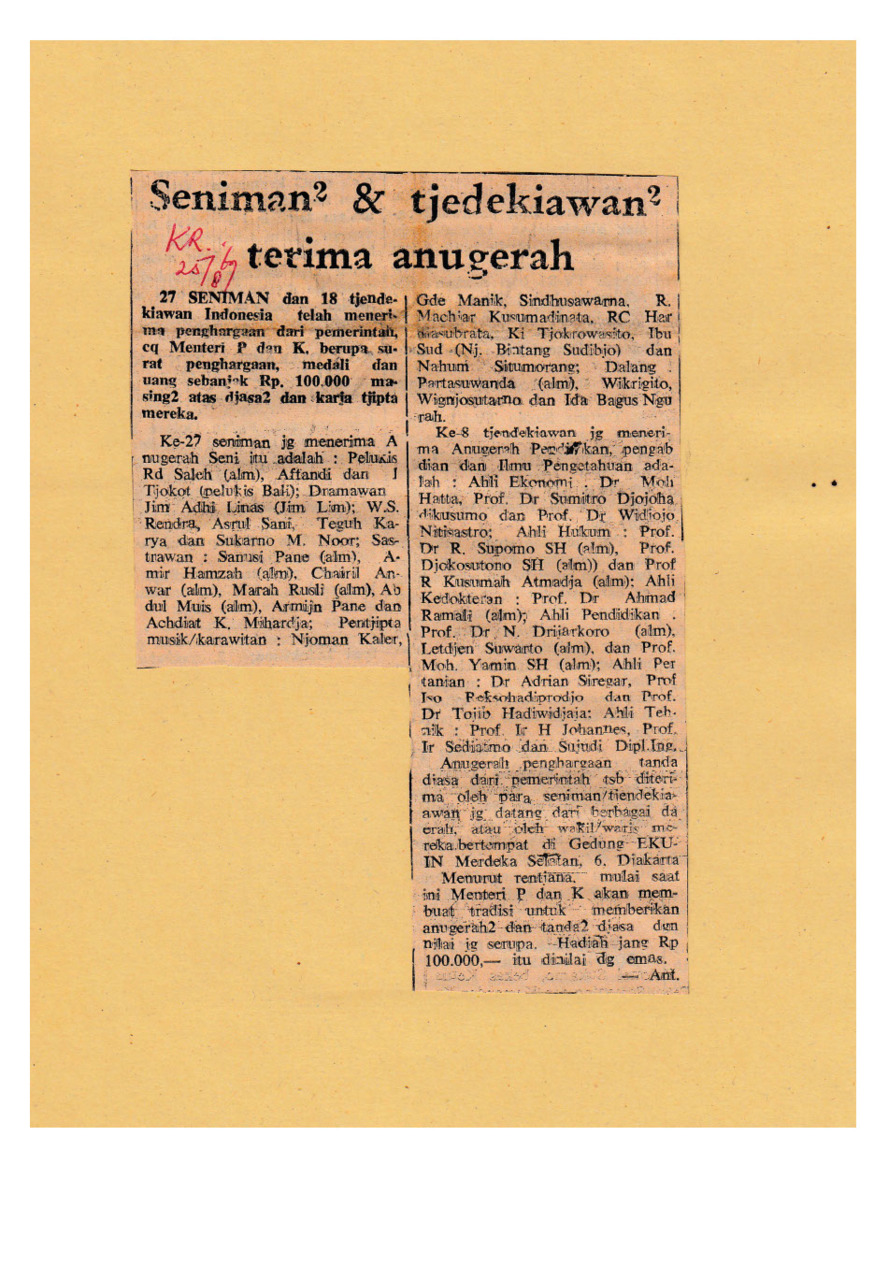 Seniman² & tjedekiawan²
terima anugerah
KR.
25/8/69
27 SENIMAN dan 18 tjende-
kiawan Indonesia telah meneri-
ma penghargaan dari pemerintah,
cq Menteri P dan K, berupa su-
rat penghargaan, medali dan
uang sebanjak Rp. 100.000 ma-
sing2 atas djasa2 dan karja tjipta
mereka.
Ke-27 seniman jg menerima A
nugerah Seni itu adalah : Pelukis
Rd Saleh (alm), Affandi dan I
Tjokot (pelukis Bali); Dramawan
Jim Adhi Limas (Jim Lim); W.S.
Rendra, Asrul Sani, Teguh Ka-
rya dan Sukarno M. Noor; Sas-
trawan : Sanusi Pane (alm), A-
mir Hamzah (alm), Chairil An-
war (alm), Marah Rusli (alm), Ab
dul Muis (alm), Armijn Pane dan
Achdiat K. Mihardja; Pentjipta
musik/karawitan : Njoman Kaler,
Gde Manik, Sindhusawarna, R.
Machjar Kusumadinata, RC Har
djasubrata, Ki Tjokrowasito, Ibu
Sud (Nj. Bintang Sudibjo) dan
Nahum Situmorang; Dalang :
Partasuwanda (alm), Wikrigito,
Wignjosutarno dan Ida Bagus Ngu
rah.
Ke-8 tjendekiawan jg meneri-
ma Anugerah Pendidikan, pengab
dian dan Ilmu Pengetahuan ada-
lah : Ahli Ekonomi : Dr Moh
Hatta, Prof. Dr Sumitro Djojoha
dikusumo dan Prof. Dr Widjojo
Nitisastro; Ahli Hukum : Prof.
Dr R. Supomo SH (alm), Prof.
Djokosutono SH (alm)) dan Prof
R Kusumah Atmadja (alm); Ahli
Kedokteran : Prof. Dr Ahmad
Ramali (alm); Ahli Pendidikan :
Prof. Dr N. Drijarkoro (alm),
Letdjen Suwarto (alm), dan Prof.
Moh. Yamin SH (alm); Ahli Per
tanian : Dr Adrian Siregar, Prof
Iso Reksohadiprodjo dan Prof.
Dr Tojib Hadiwidjaja; Ahli Teh-
nik : Prof. Ir H Johannes, Prof.
Ir Sediatmo dan Sujudi Dipl.Ing.
Anugerah penghargaan tanda
djasa dari pemerintah tsb diteri-
ma oleh para seniman/tjendekia-
awan jg datang dari berbagai da
erah, atau oleh wakil/waris me-
reka bertempat di Gedung EKU-
IN Merdeka Selatan, 6, Djakarta
Menurut rentjana, mulai saat
ini Menteri P dan K akan mem-
buat tradisi untuk memberikan
anugerah2 dan tanda2 djasa dan
nilai jg serupa. Hadiah jang Rp
100.000,— itu dinilai dg emas.
— Ant.